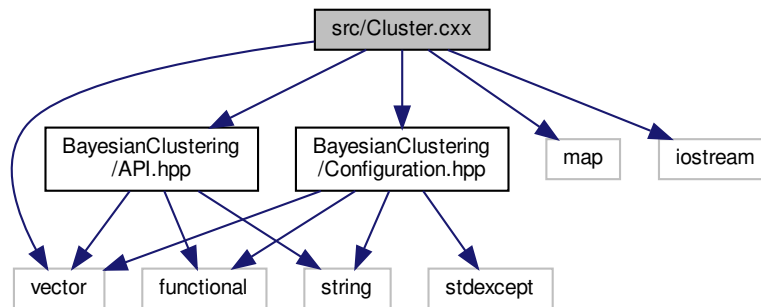 src/Cluster.cxx
BayesianClustering
/API.hpp
BayesianClustering
/Configuration.hpp
map
iostream
vector
functional
string
stdexcept